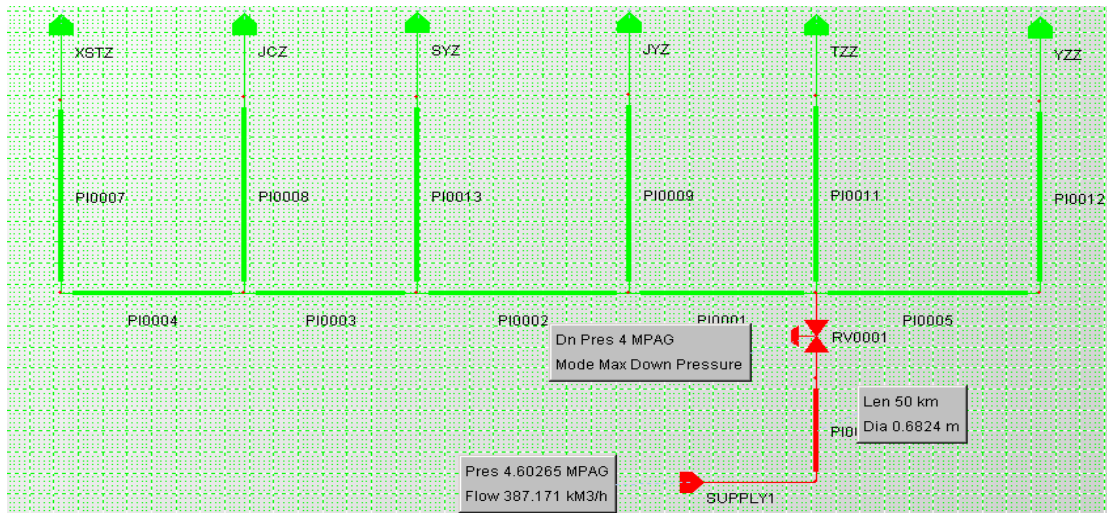 XSTZ
JCZ
SYZ
JYZ
TZZ
YZZ
PI0007
PI0008
PI0013
PI0009
PI0011
PI0012
PI0004
PI0003
PI0002
PI0001
PI0005
Dn Pres 4 MPAG
Mode Max Down Pressure
RV0001
Len 50 km
Dia 0.6824 m
Pres 4.60265 MPAG
Flow 387.171 kM3/h
SUPPLY1